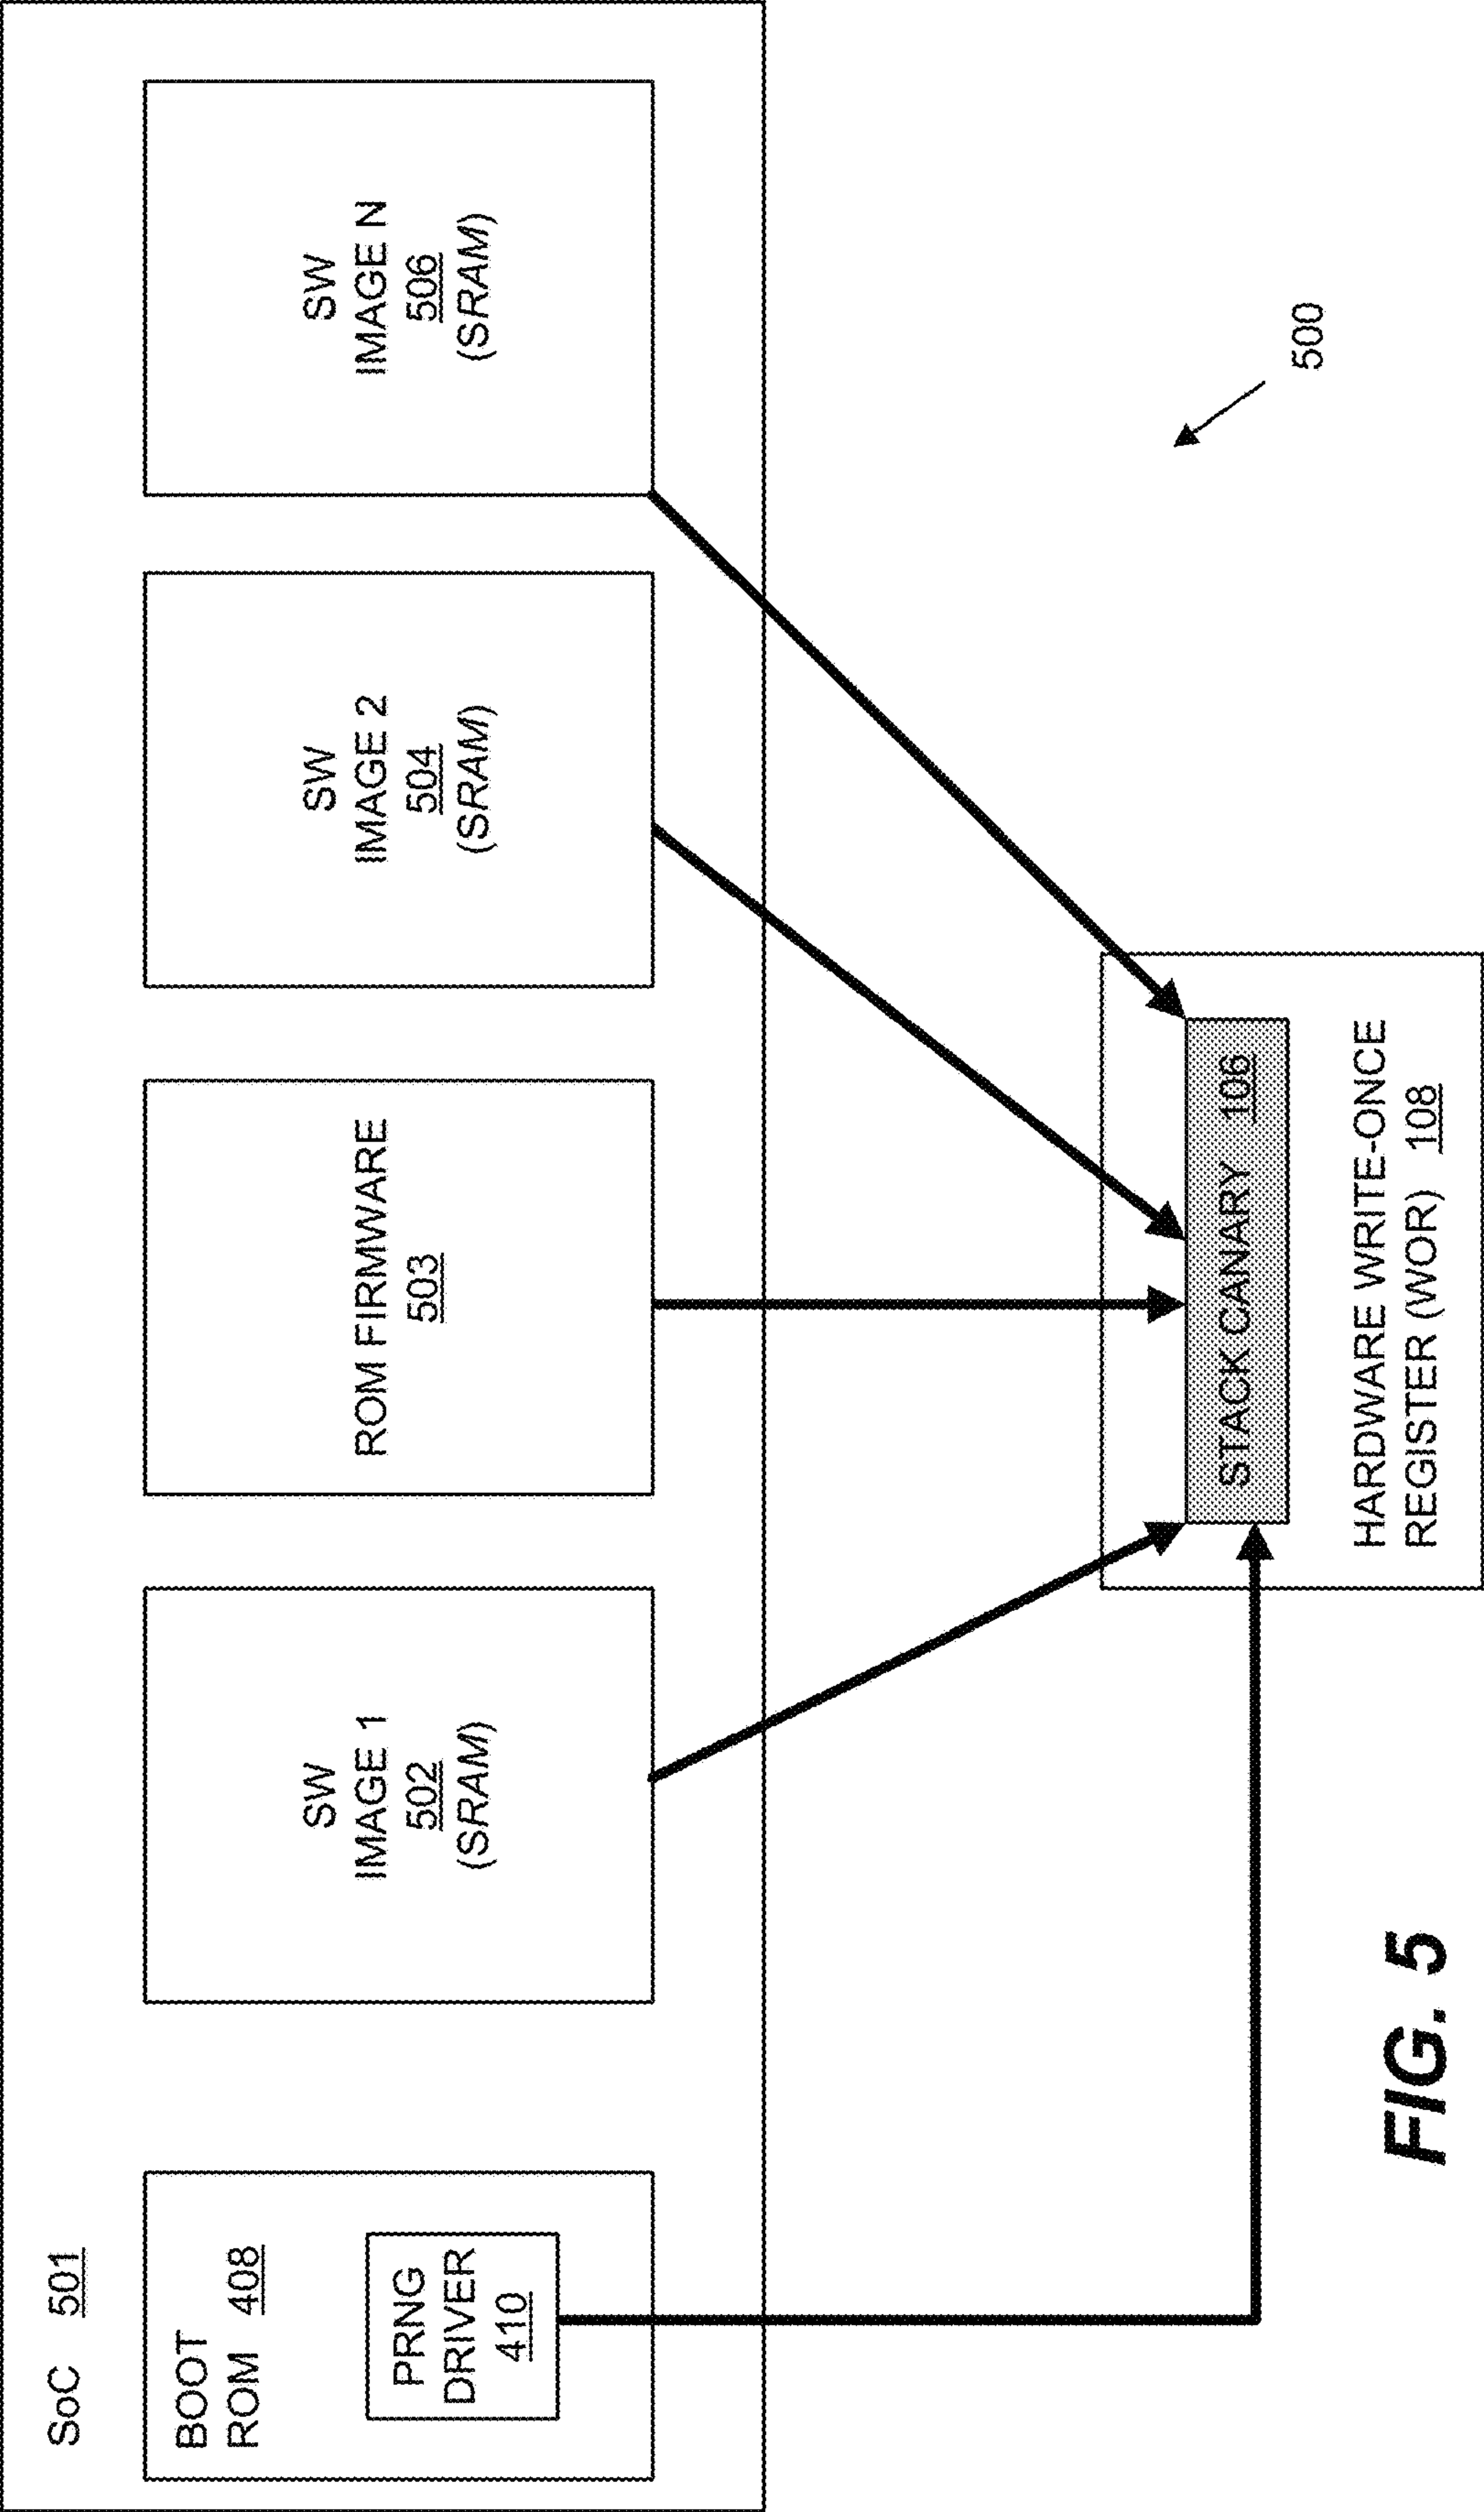 SoC 501
BOOT
ROM 408
PRNG
DRIVER
410
SW
IMAGE 1
502
(SRAM)
ROM FIRMWARE
503
SW
IMAGE 2
504
(SRAM)
SW
IMAGE N
506
(SRAM)
STACK CANARY 106
HARDWARE WRITE-ONCE
REGISTER (WOR) 108
500
FIG. 5